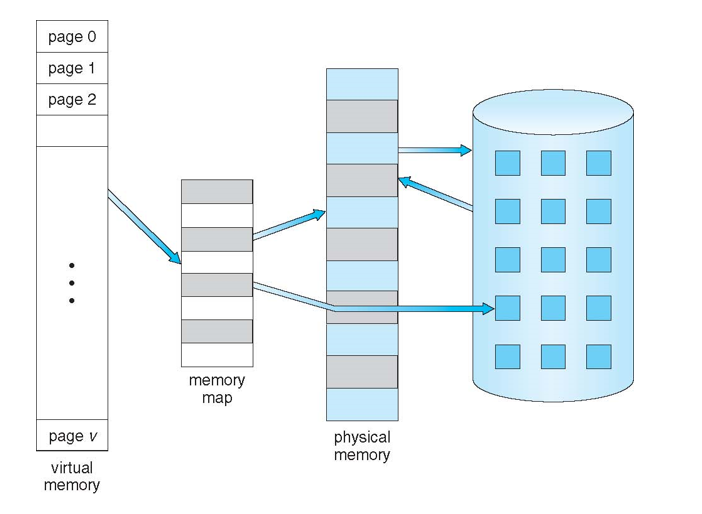 page 0
page 1
page 2
page v
virtual
memory
memory
map
physical
memory